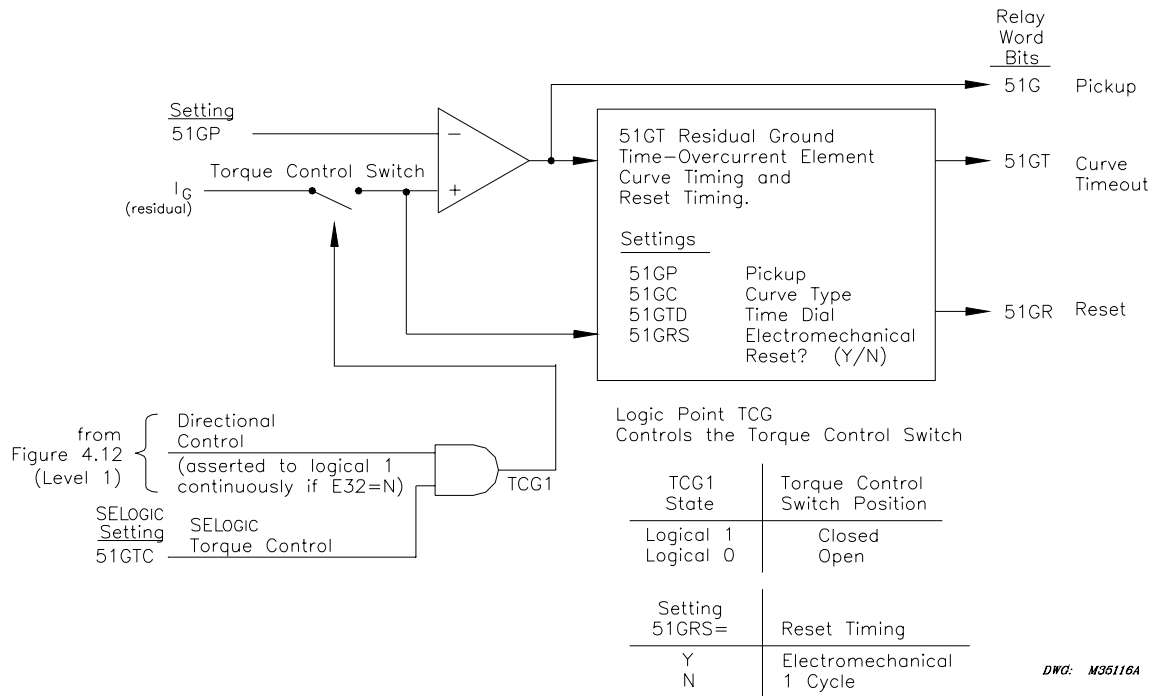 Relay
Word
Bits
51G Pickup
Setting
51GP
−
Torque Control Switch
IG
(residual)
+
51GT Residual Ground
Time-Overcurrent Element
Curve Timing and
Reset Timing.
Settings
51GP Pickup
51GC Curve Type
51GTD Time Dial
51GRS Electromechanical
Reset? (Y/N)
51GT Curve
Timeout
51GR Reset
from
Figure 4.12
(Level 1)
Directional
Control
(asserted to logical 1
continuously if E32=N)
TCG1
SELOGIC
Setting
51GTC
SELOGIC
Torque Control
Logic Point TCG
Controls the Torque Control Switch
TCG1 Torque Control
State Switch Position
Logical 1 Closed
Logical 0 Open
Setting
51GRS= Reset Timing
Y Electromechanical
N 1 Cycle
DWG: M35116A